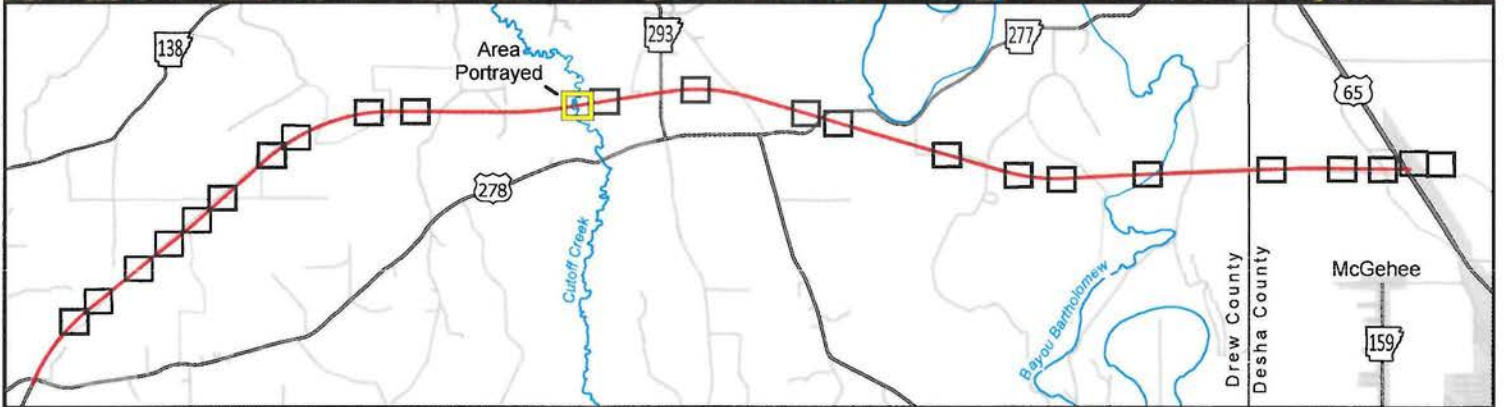 138
Area
Portrayed
293
277
65
278
Cutoff Creek
Bayou Bartholomew
Drew County
Desha County
McGehee
159